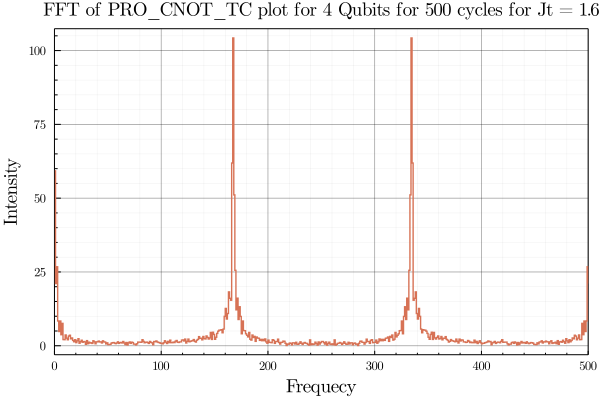 FFT of PRO_CNOT_TC plot for 4 Qubits for 500 cycles for Jt = 1.6
Intensity
100
75
50
25
0
0 100 200 300 400 500
Frequecy